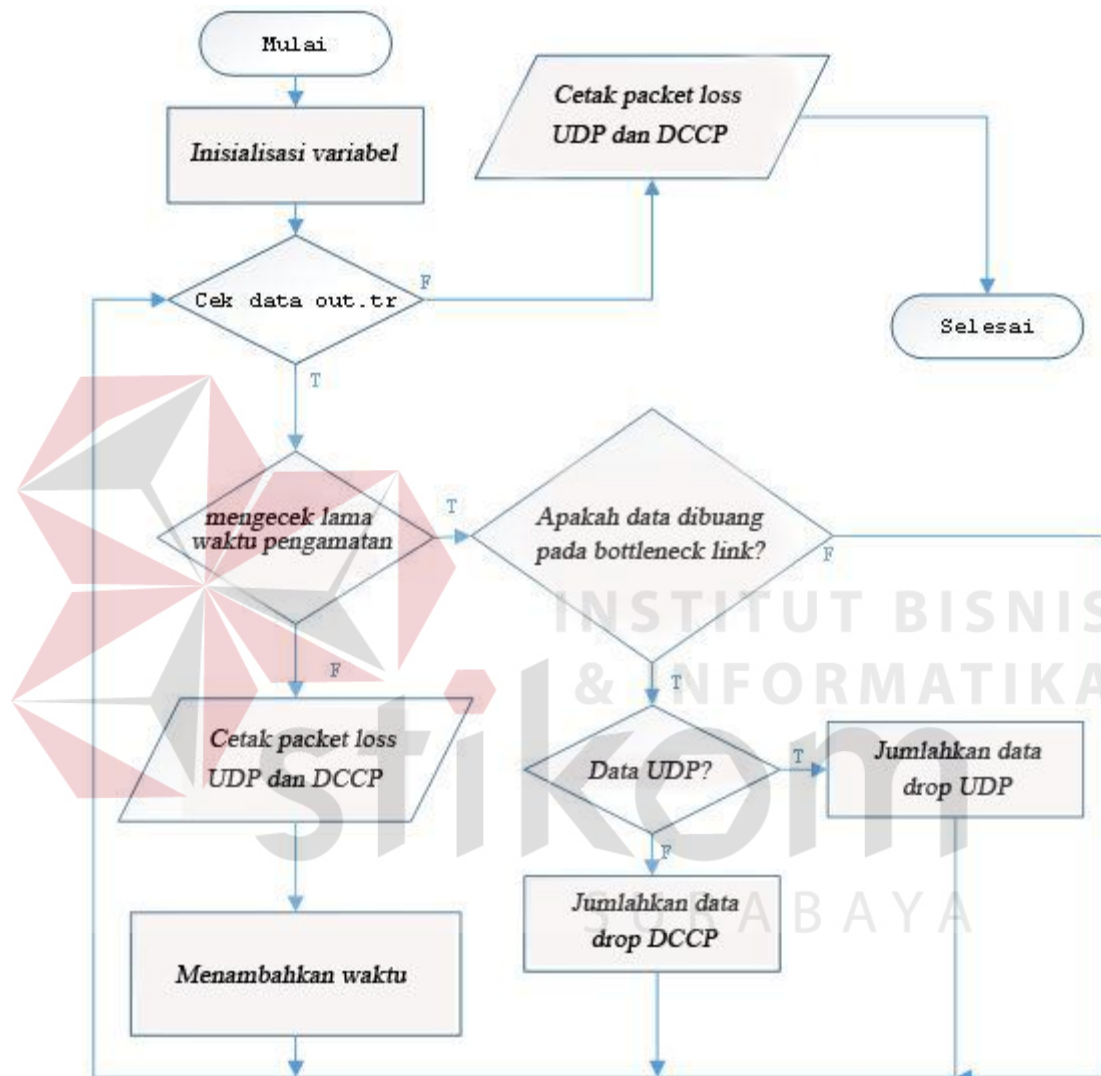 Mulai
Inisialisasi variabel
Cetak packet loss
UDP dan DCCP
Cek data out.tr
F
Selesai
T
mengecek lama
waktu pengamatan
T
Apakah data dibuang
pada bottleneck link?
F
INSTITUT BISNIS
& INFORMATIKA
F
T
Cetak packet loss
UDP dan DCCP
Data UDP?
T
Jumlahkan data
drop UDP
stikom
F
Jumlahkan data
drop DCCP
SURABAYA
Menambahkan waktu